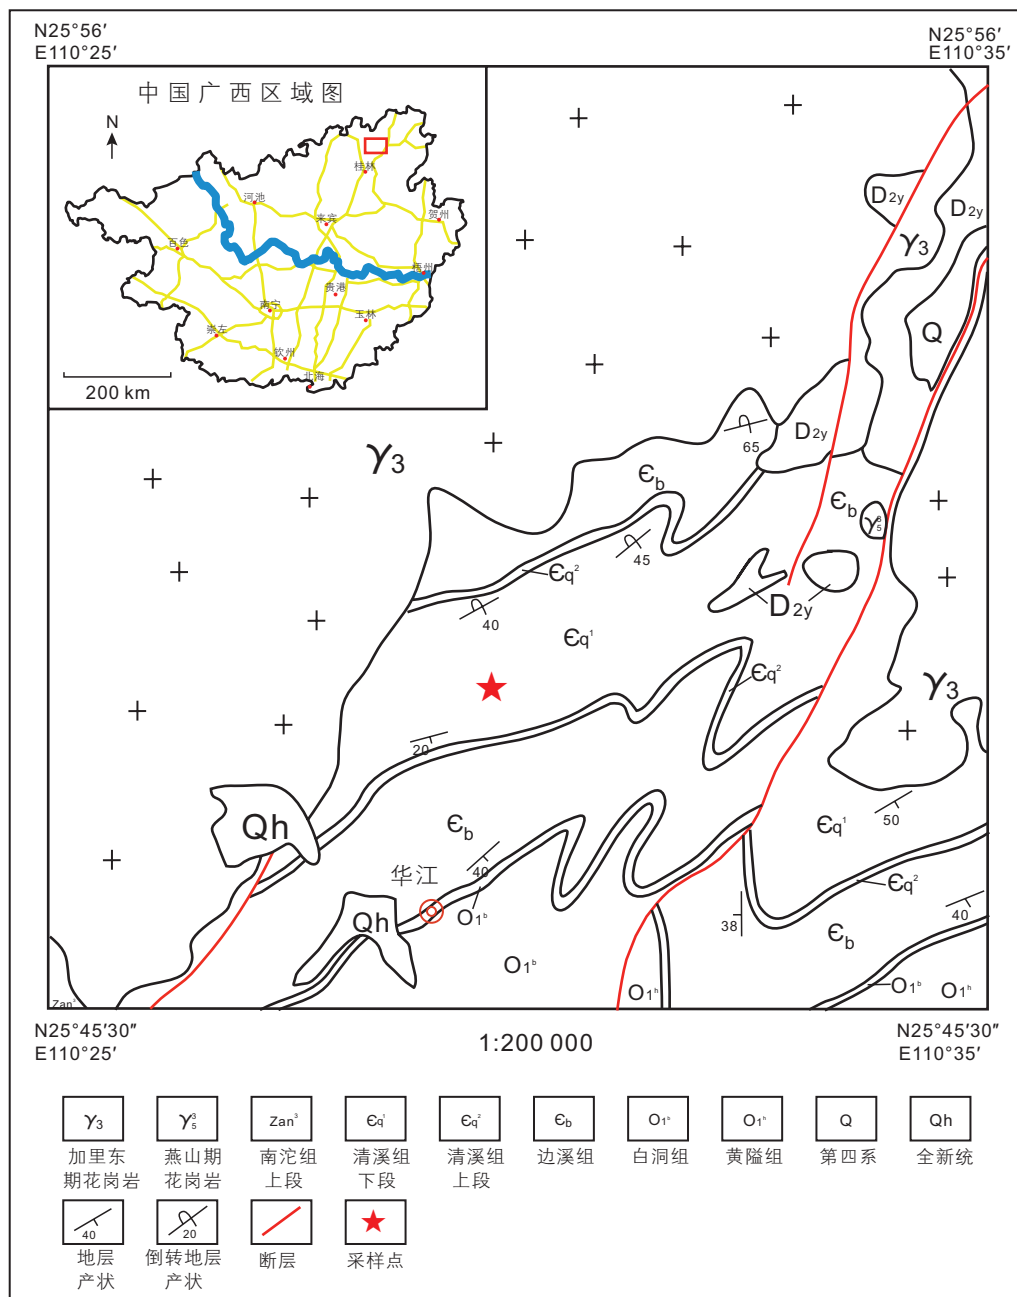 N25°56′
E110°25′
N25°56′
E110°35′
中国广西区域图
N
桂林
河池
来宾
贺州
百色
梧州
贵港
南宁
玉林
崇左
钦州
北海
200 km
D2y
D2y
γ3
Q
γ3
65
D2y
Єb
Єb
γ35
45
Єq²
D2y
40
Єq¹
Єq²
γ3
20
50
Qh
Єb
Єq¹
40
华江
Єq²
Qh
O1ᵇ
40
38
Єb
O1ᵇ
O1ʰ
O1ᵇ
O1ʰ
Zan³
N25°45′30″
E110°25′
1:200 000
N25°45′30″
E110°35′
γ3
γ35
Zan³
Єq¹
Єq²
Єb
O1ᵇ
O1ʰ
Q
Qh
加里东
期花岗岩
燕山期
花岗岩
南沱组
上段
清溪组
下段
清溪组
上段
边溪组
白洞组
黄隘组
第四系
全新统
40
20
地层
产状
倒转地层
产状
断层
采样点